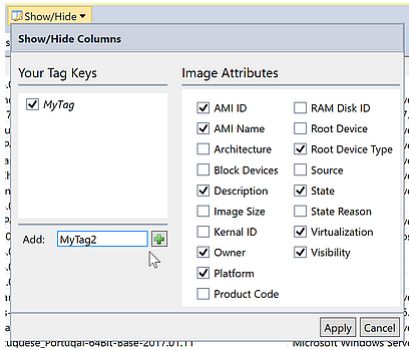 Show/Hide
Show/Hide Columns
Your Tag Keys
MyTag
Add: MyTag2
Image Attributes
AMI ID
AMI Name
Architecture
Block Devices
Description
Image Size
Kernal ID
Owner
Platform
Product Code
RAM Disk ID
Root Device
Root Device Type
Source
State
State Reason
Virtualization
Visibility
Apply Cancel
uguese_Portugal-64Bit-Base-2017.01.11 Microsoft Windows Serv